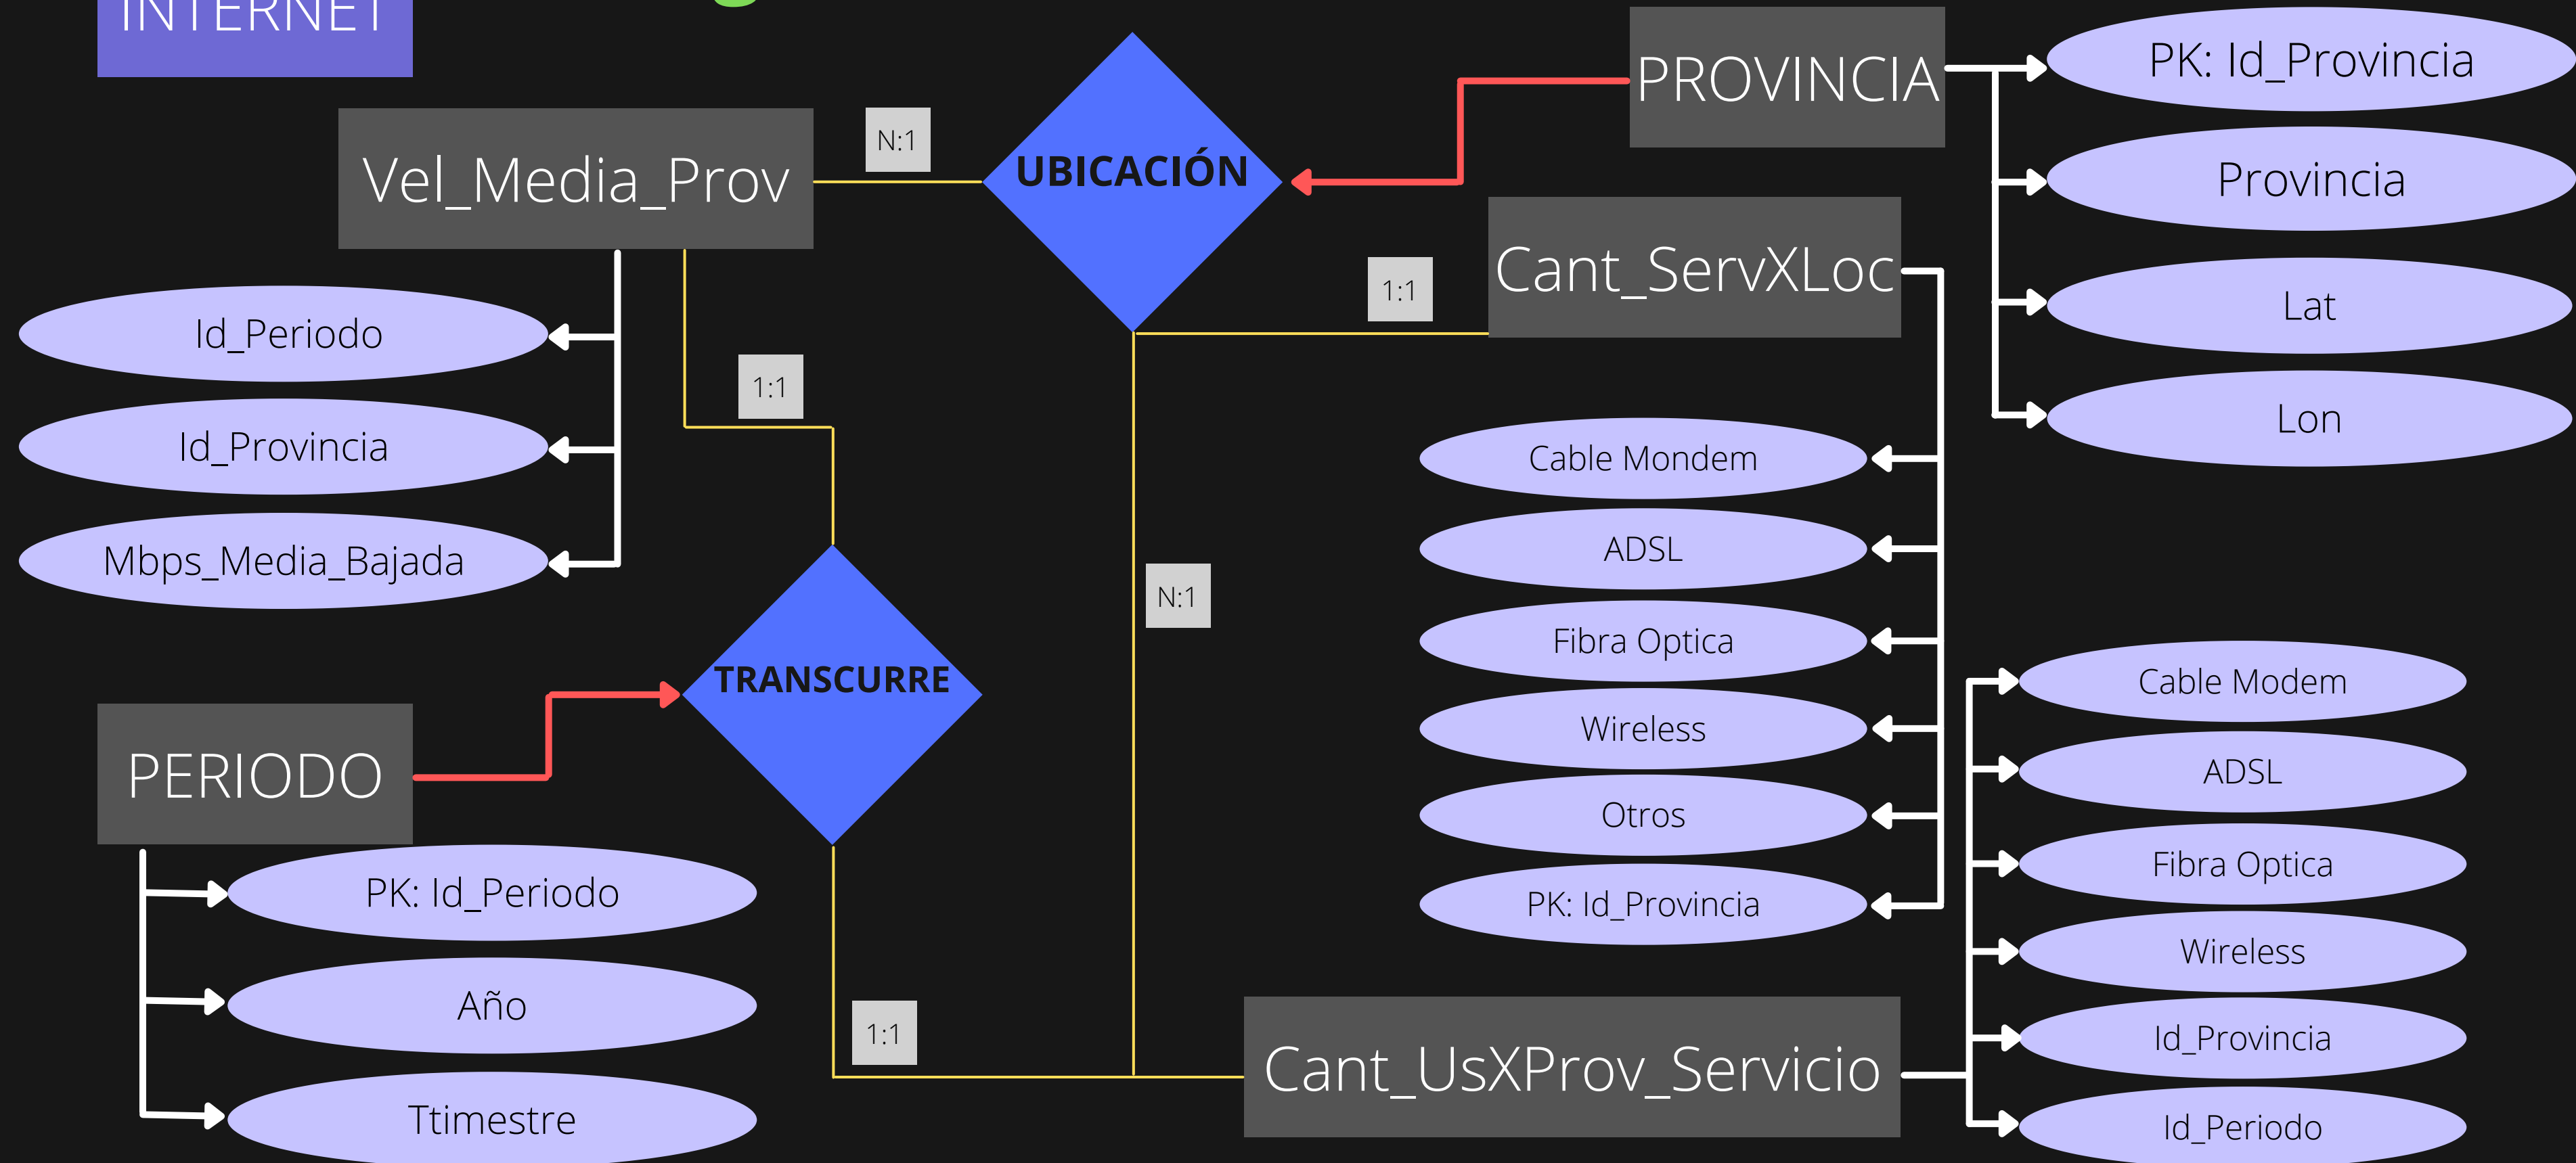 INTERNET
PROVINCIA
PK: Id_Provincia
Provincia
Lat
Lon
Vel_Media_Prov
N:1
UBICACIÓN
Cant_ServXLoc
1:1
Id_Periodo
Id_Provincia
Mbps_Media_Bajada
1:1
Cable Mondem
ADSL
Fibra Optica
Wireless
Otros
PK: Id_Provincia
N:1
TRANSCURRE
PERIODO
PK: Id_Periodo
Año
Ttimestre
1:1
Cant_UsXProv_Servicio
Cable Modem
ADSL
Fibra Optica
Wireless
Id_Provincia
Id_Periodo